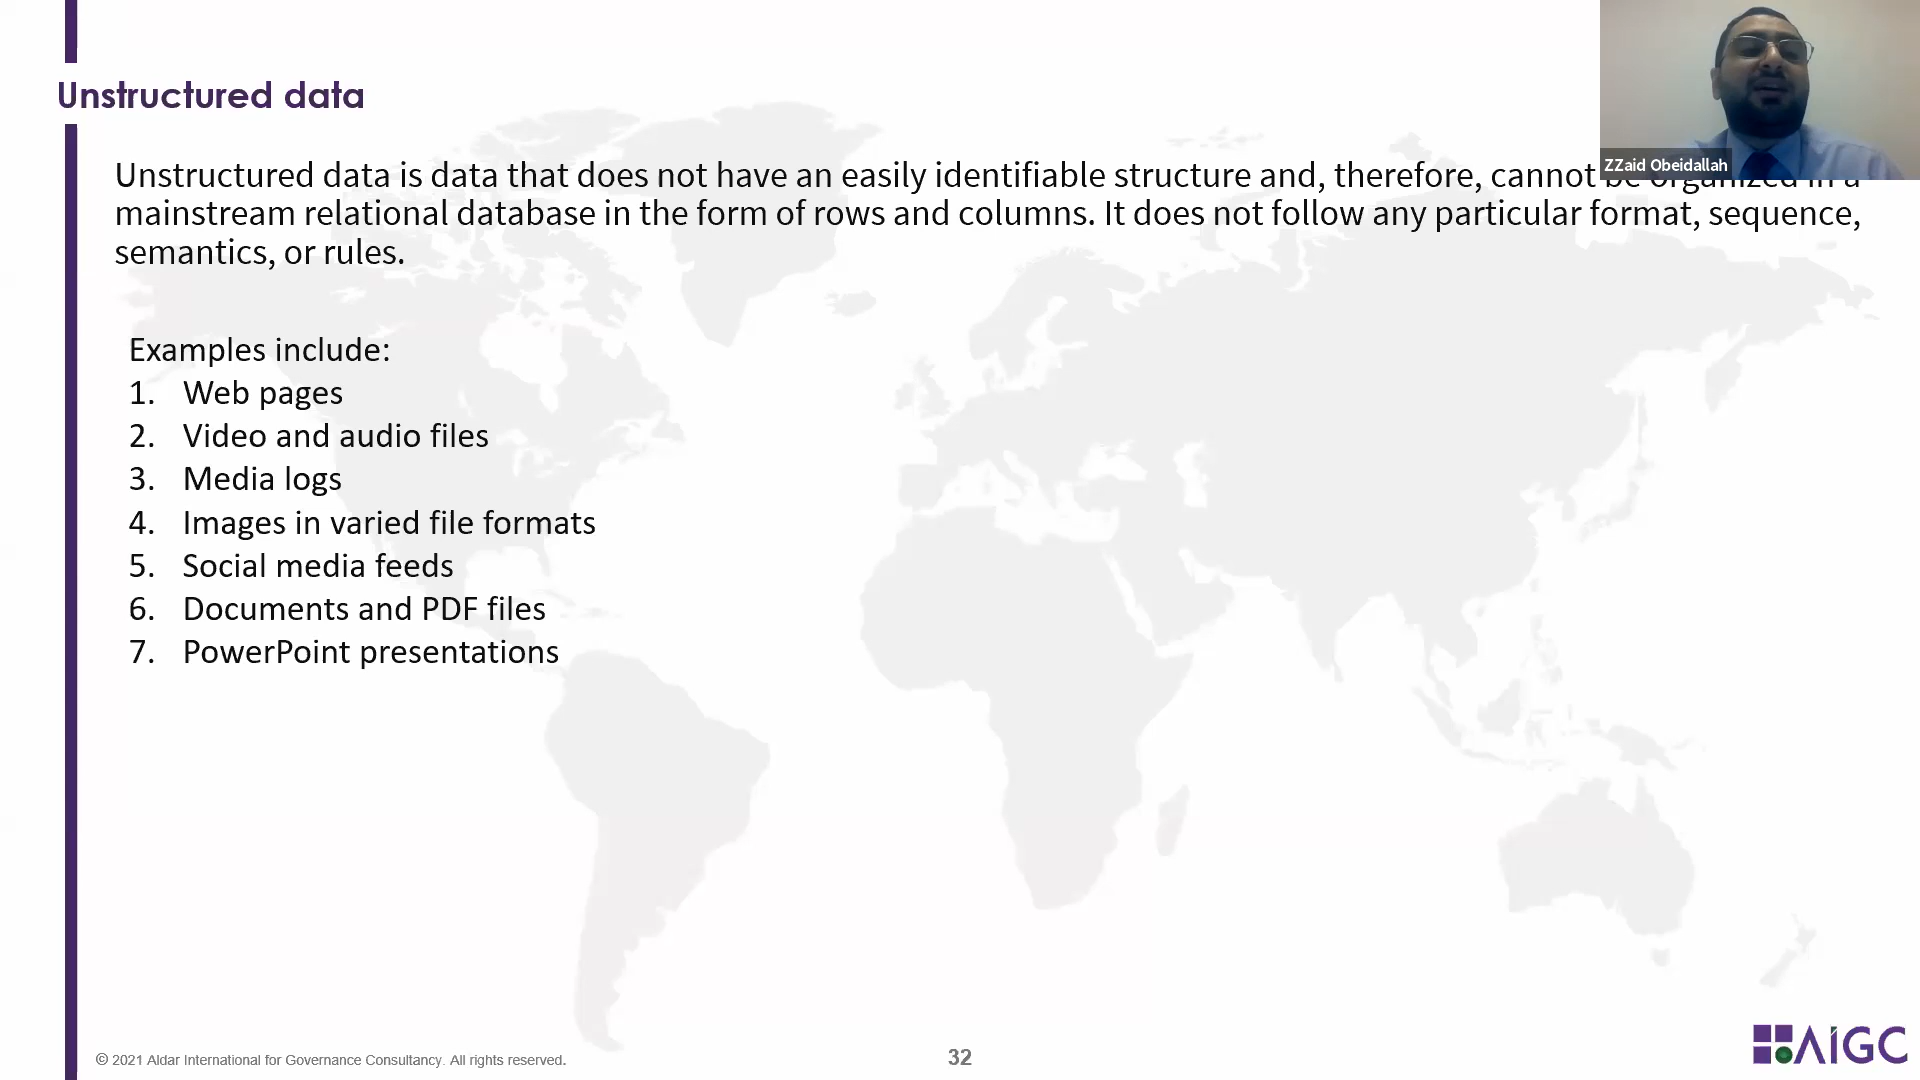 Unstructured data
ZZaid Obeidallah
Unstructured data is data that does not have an easily identifiable structure and, therefore, cannot be organized in a
mainstream relational database in the form of rows and columns. It does not follow any particular format, sequence,
semantics, or rules.
Examples include:
1. Web pages
2. Video and audio files
3. Media logs
4. Images in varied file formats
5. Social media feeds
6. Documents and PDF files
7. PowerPoint presentations
© 2021 Aldar International for Governance Consultancy. All rights reserved.
32
AIGC